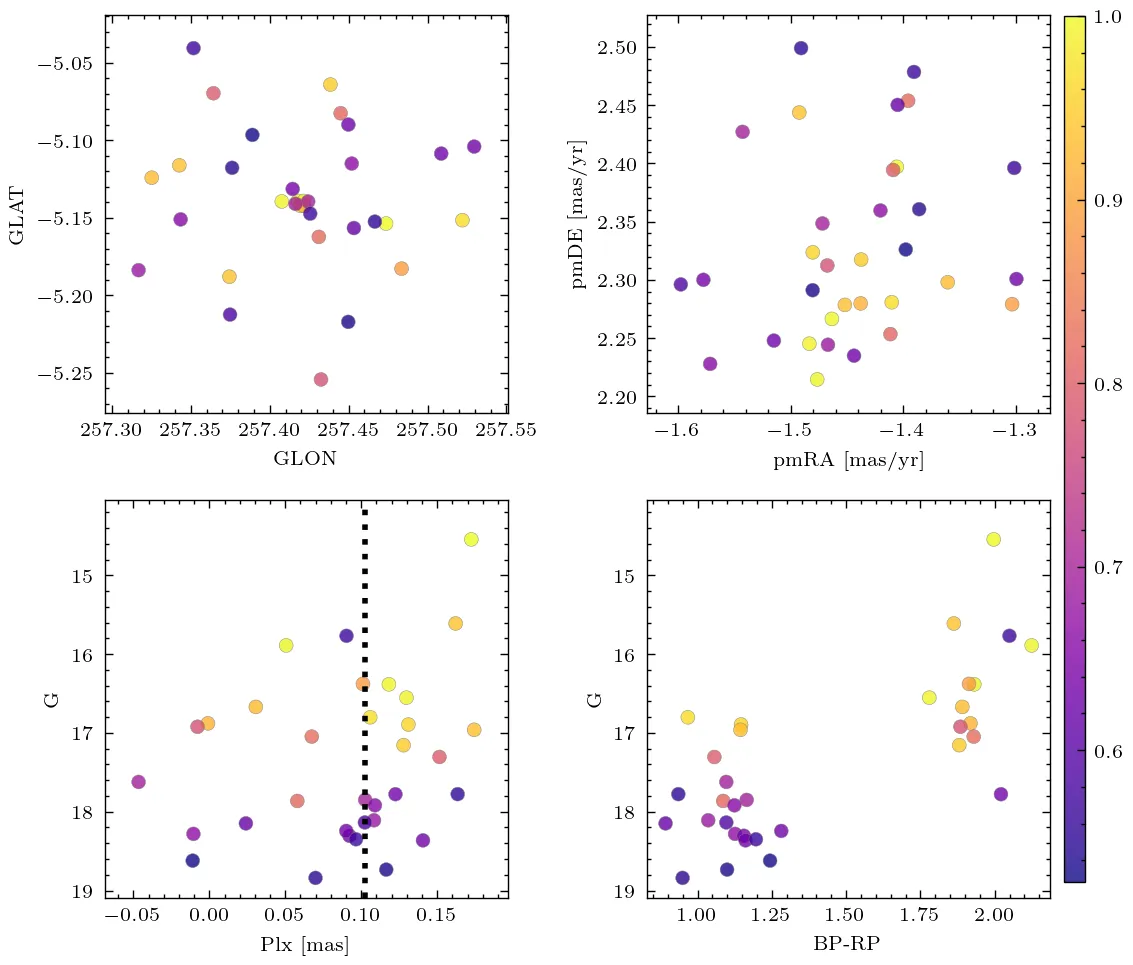 −5.05
−5.10
−5.15
−5.20
−5.25
GLAT
257.30 257.35 257.40 257.45 257.50 257.55
GLON
2.50
2.45
2.40
2.35
2.30
2.25
2.20
pmDE [mas/yr]
−1.6 −1.5 −1.4 −1.3
pmRA [mas/yr]
1.0
0.9
0.8
0.7
0.6
15
16
17
18
19
G
−0.05 0.00 0.05 0.10 0.15
Plx [mas]
15
16
17
18
19
G
1.00 1.25 1.50 1.75 2.00
BP-RP